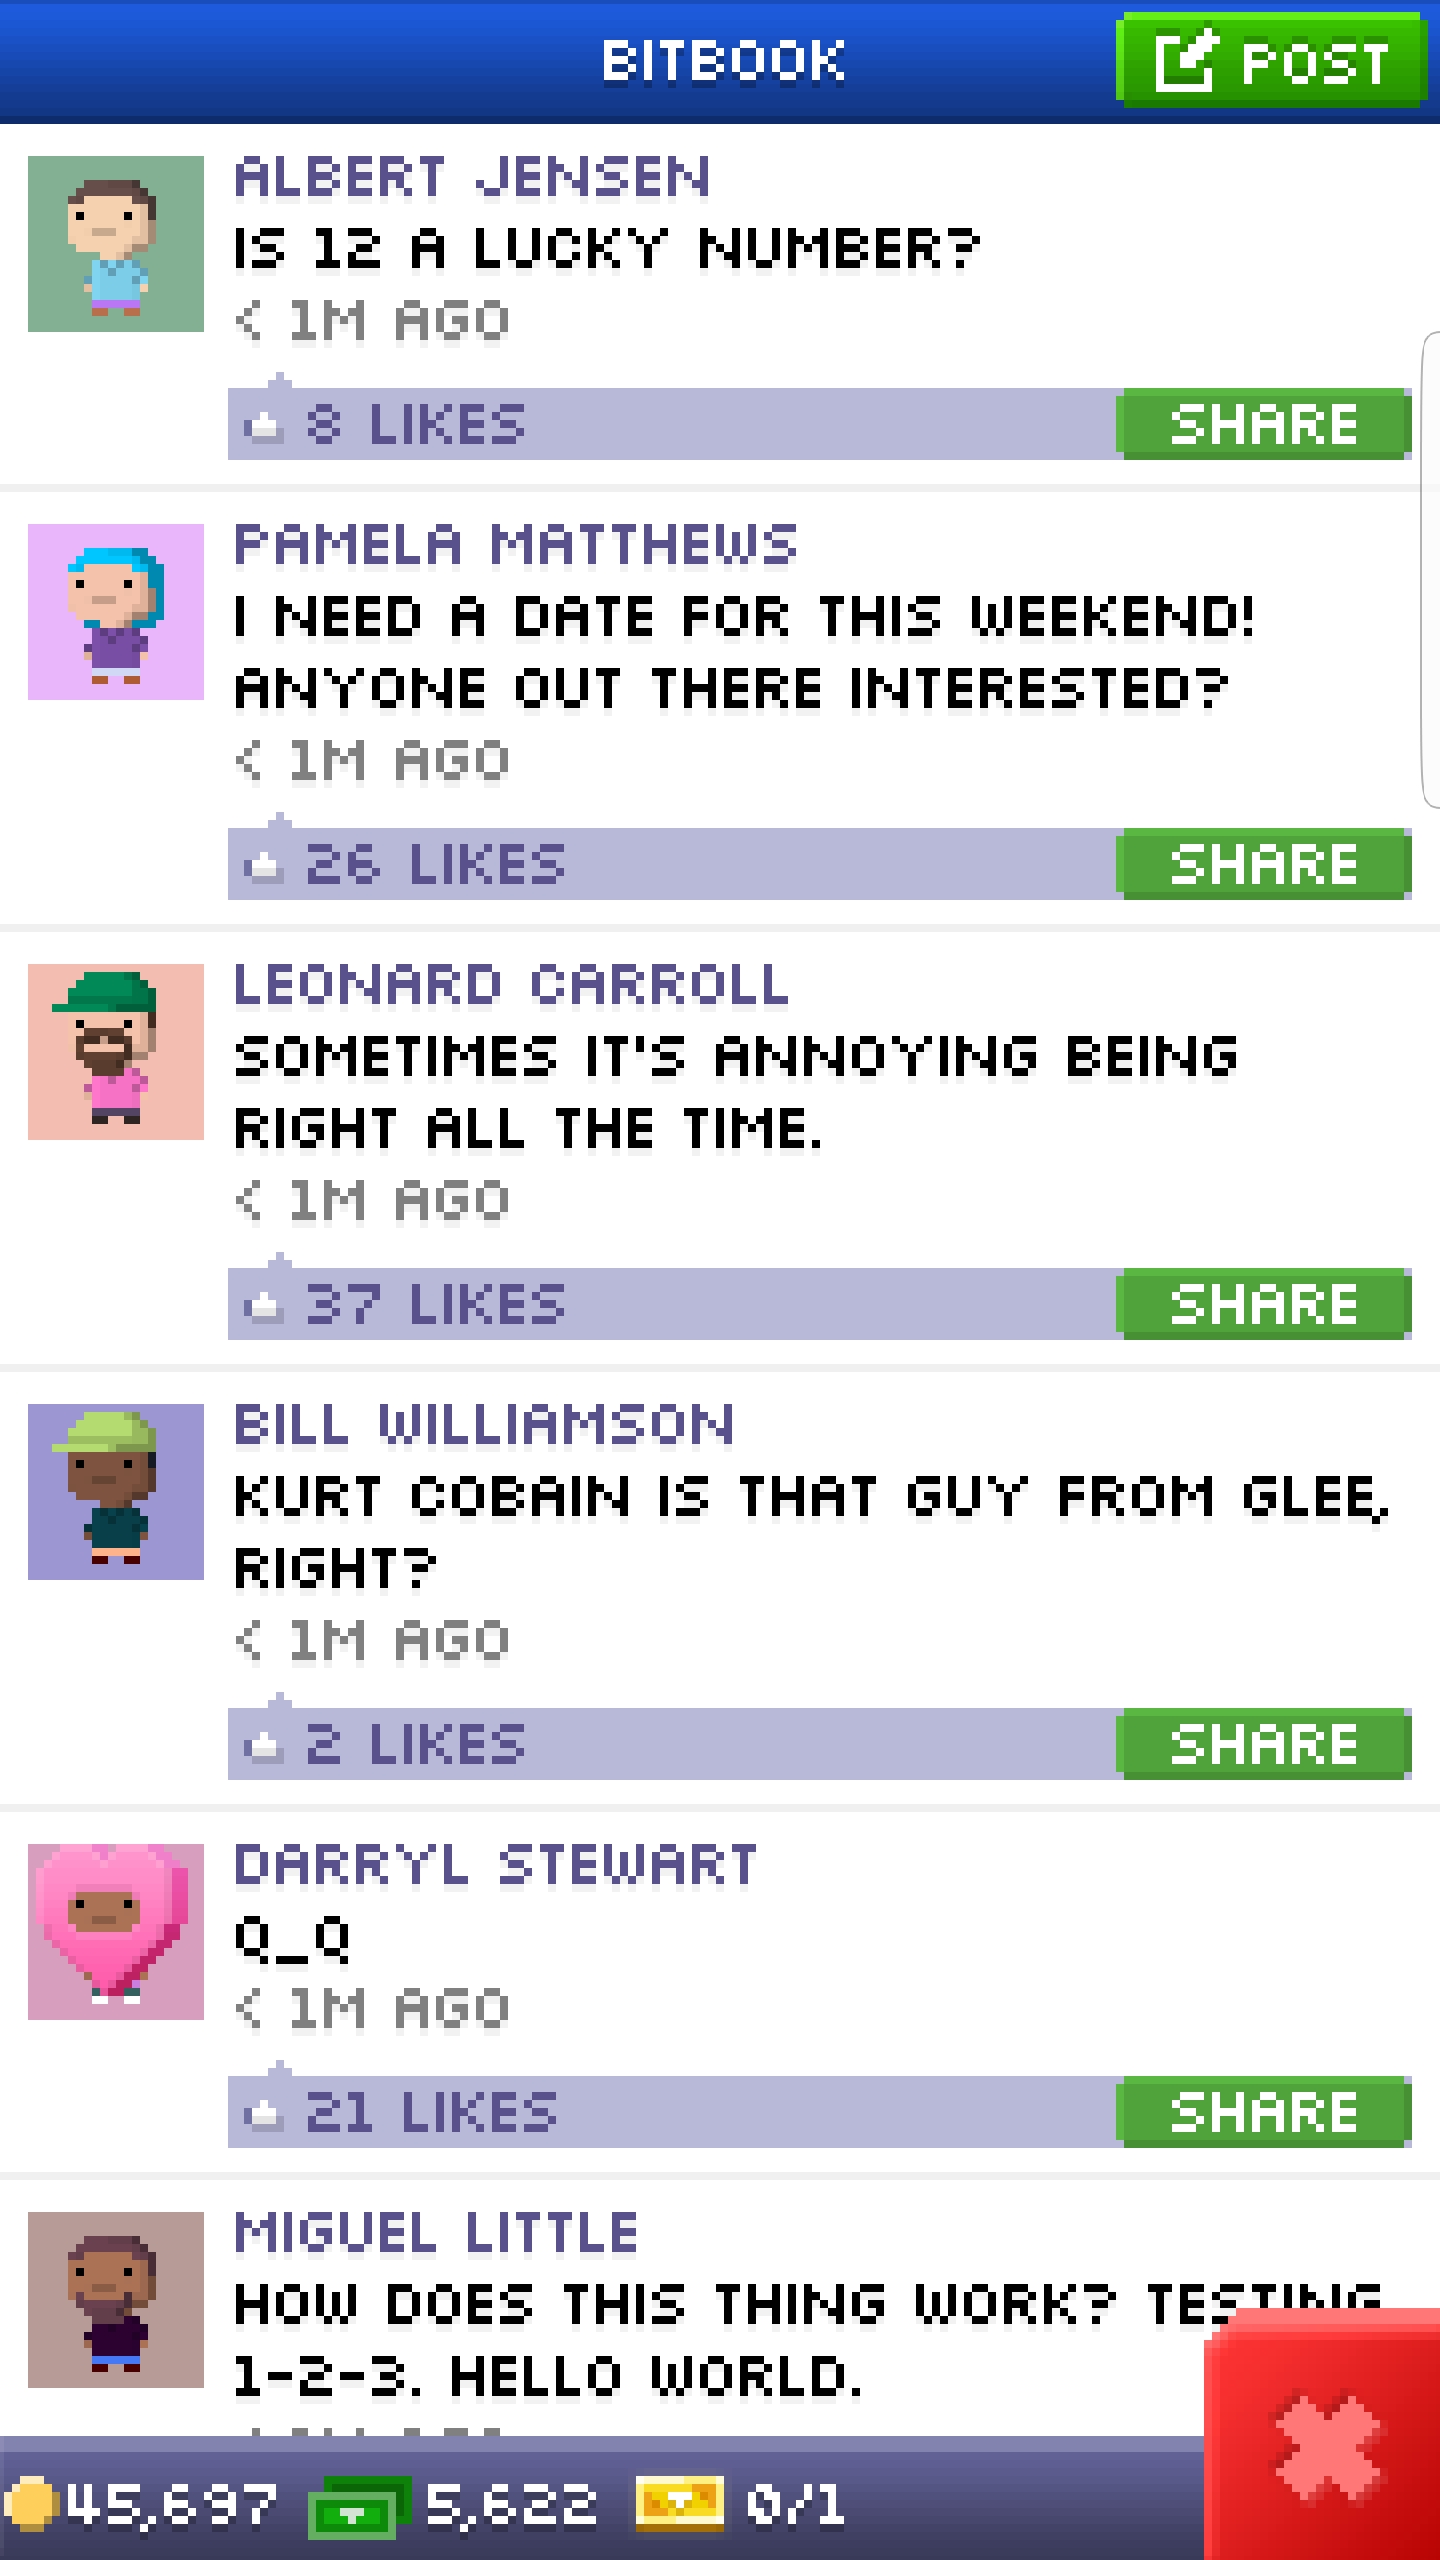 BITBOOK
POST
ALBERT JENSEN
IS 12 A LUCKY NUMBER?
< 1M AGO
8 LIKES
SHARE
PAMELA MATTHEWS
I NEED A DATE FOR THIS WEEKEND!
ANYONE OUT THERE INTERESTED?
< 1M AGO
26 LIKES
SHARE
LEONARD CARROLL
SOMETIMES IT'S ANNOYING BEING
RIGHT ALL THE TIME.
< 1M AGO
37 LIKES
SHARE
BILL WILLIAMSON
KURT COBAIN IS THAT GUY FROM GLEE,
RIGHT?
< 1M AGO
2 LIKES
SHARE
DARRYL STEWART
Q_Q
< 1M AGO
21 LIKES
SHARE
MIGUEL LITTLE
HOW DOES THIS THING WORK? TESTING
1-2-3. HELLO WORLD.
45,697
5,622
0/1